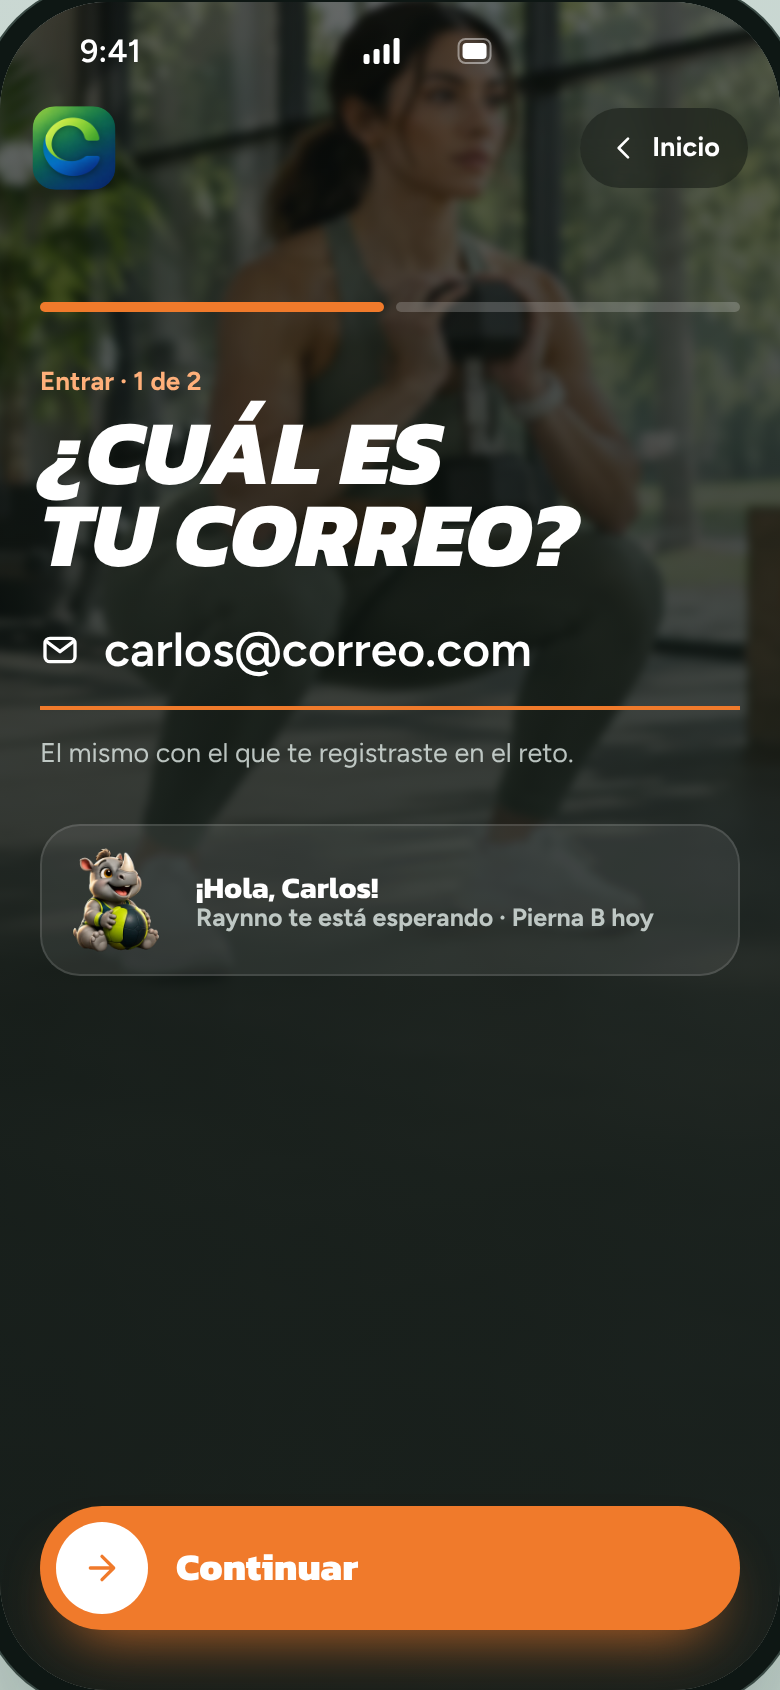 9:41
Inicio
Entrar · 1 de 2
¿CUÁL ES
TU CORREO?
carlos@correo.com
El mismo con el que te registraste en el reto.
¡Hola, Carlos!
Raynno te está esperando · Pierna B hoy
Continuar